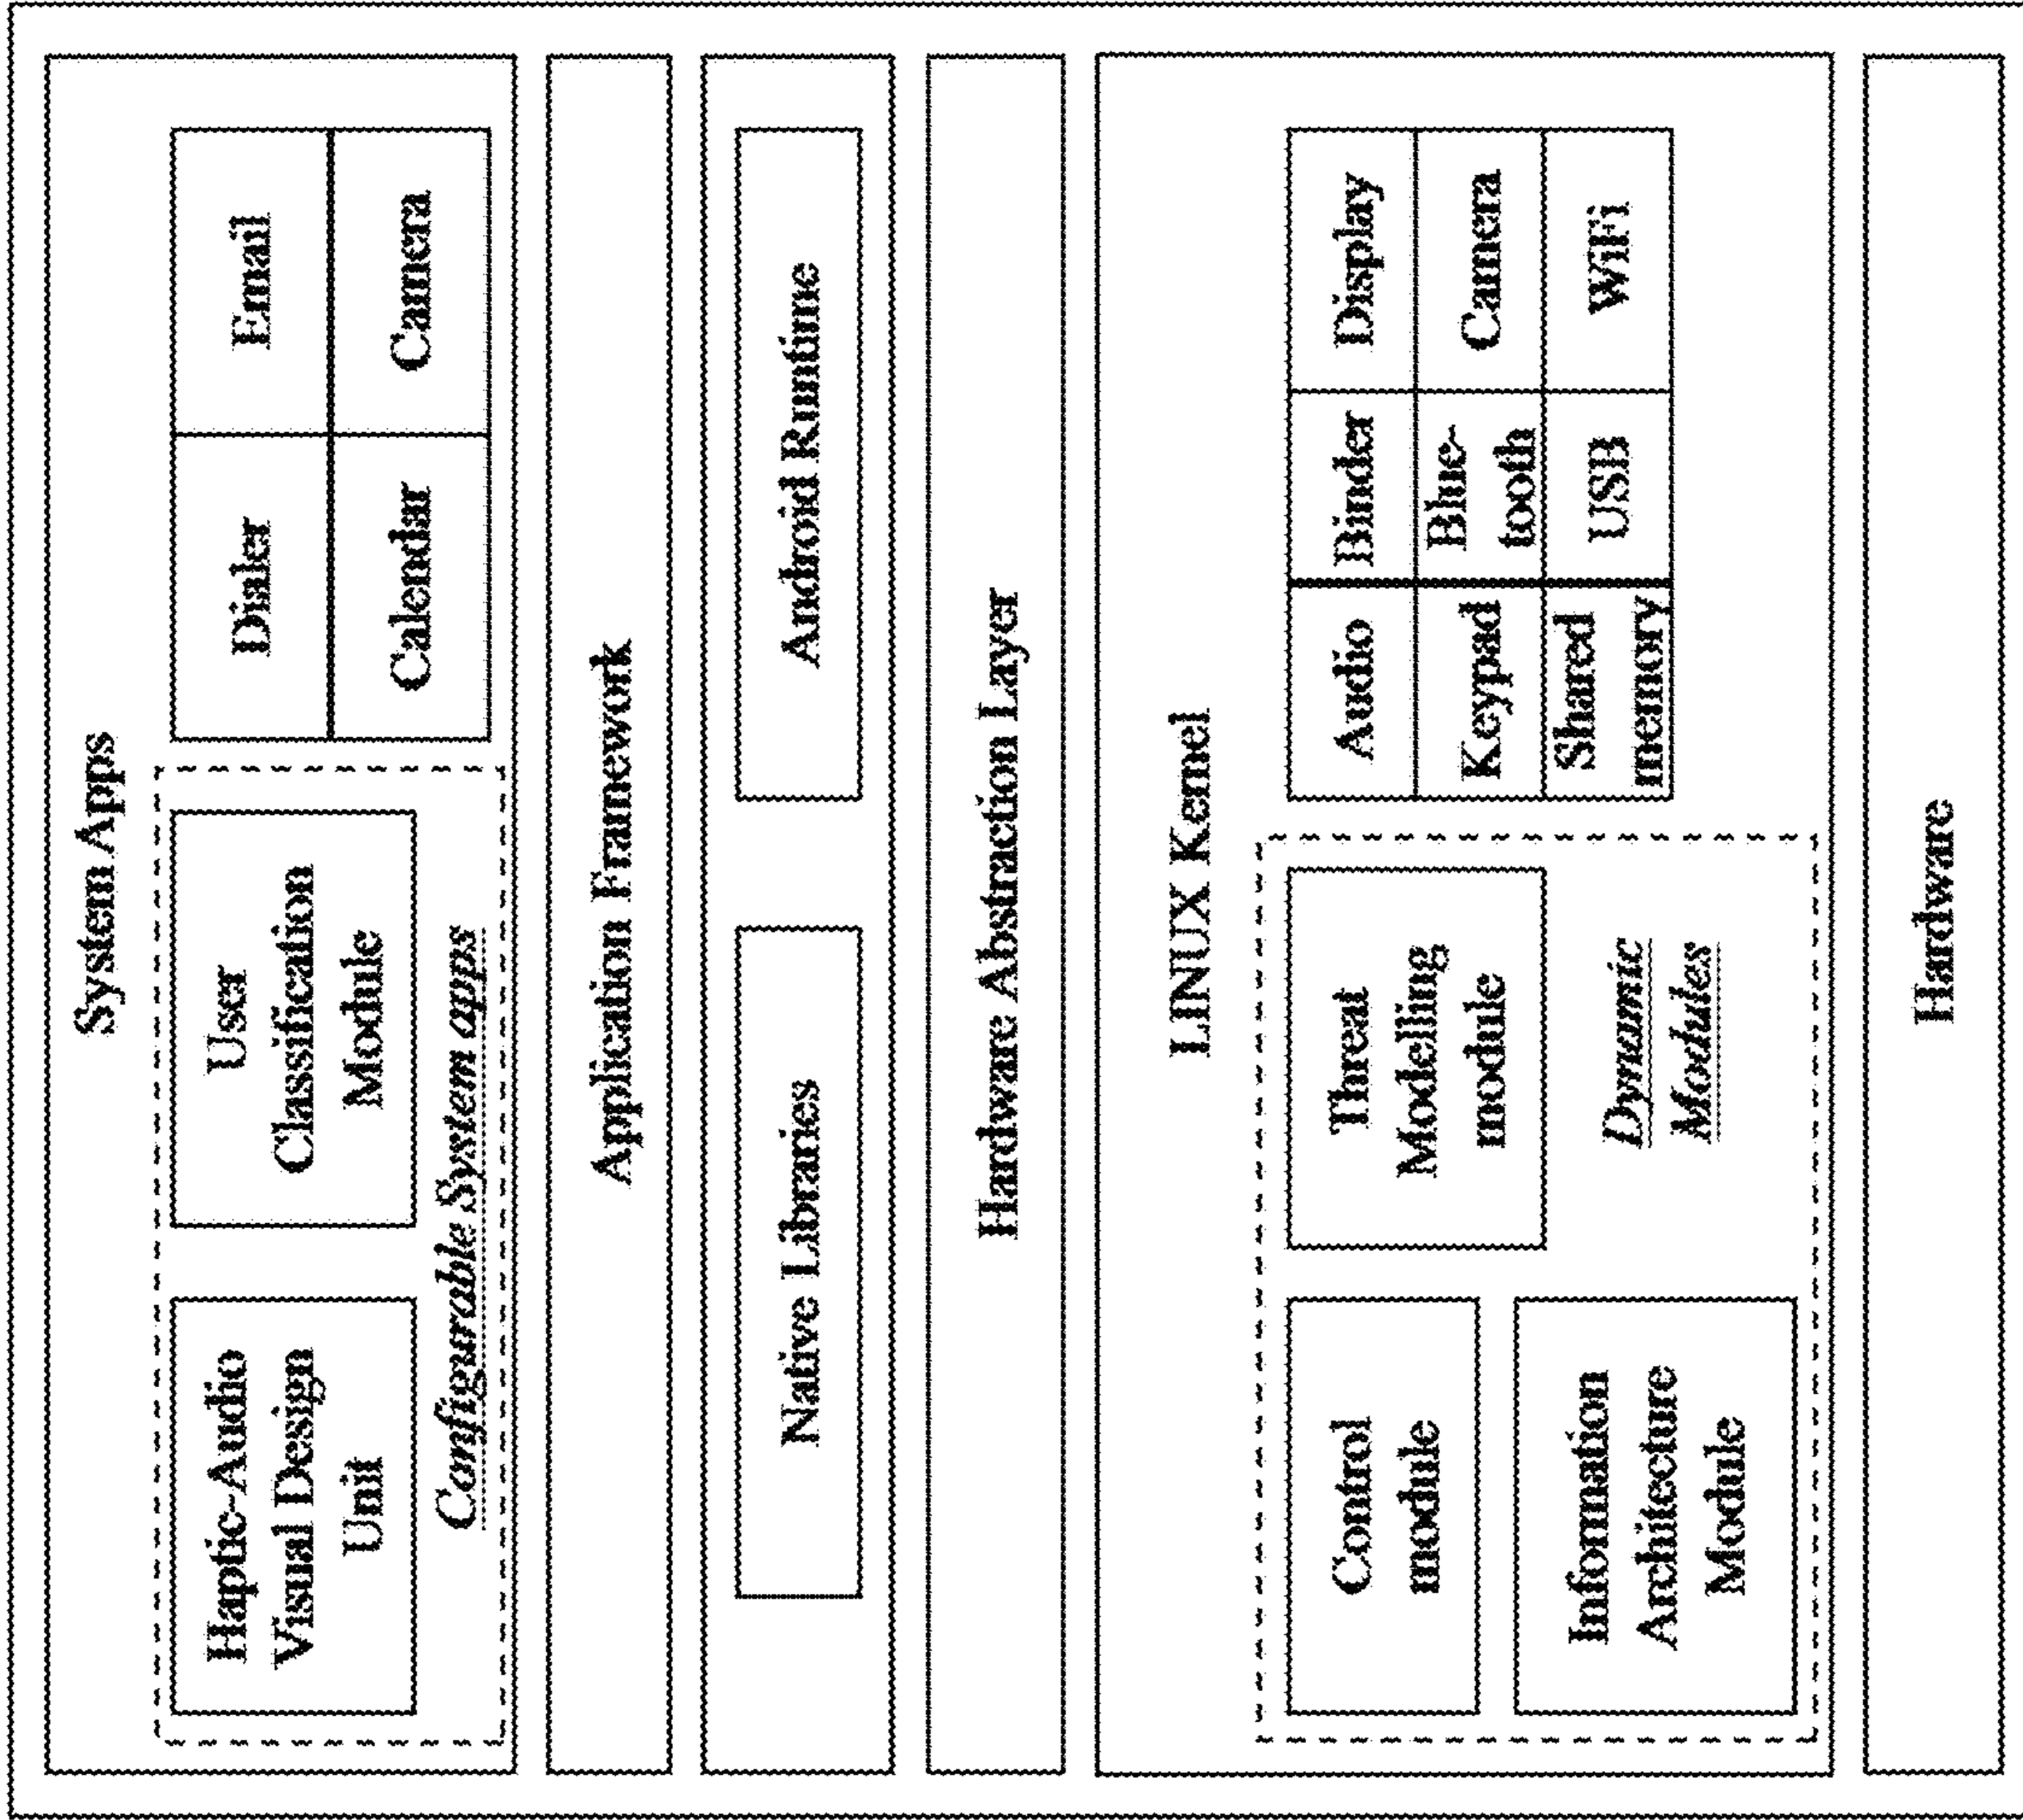 System Apps
Haptic-Audio
Visual Design
Unit
User
Classification
Module
Configurable System apps
Dialer
Email
Calendar
Camera
Application Framework
Native Libraries
Android Runtime
Hardware Abstraction Layer
LINUX Kernel
Control
module
Threat
Modelling
module
Information
Architecture
Module
Dynamic
Modules
Audio
Binder
Display
Keypad
Blue-
tooth
Camera
Shared
memory
USB
WiFi
Hardware